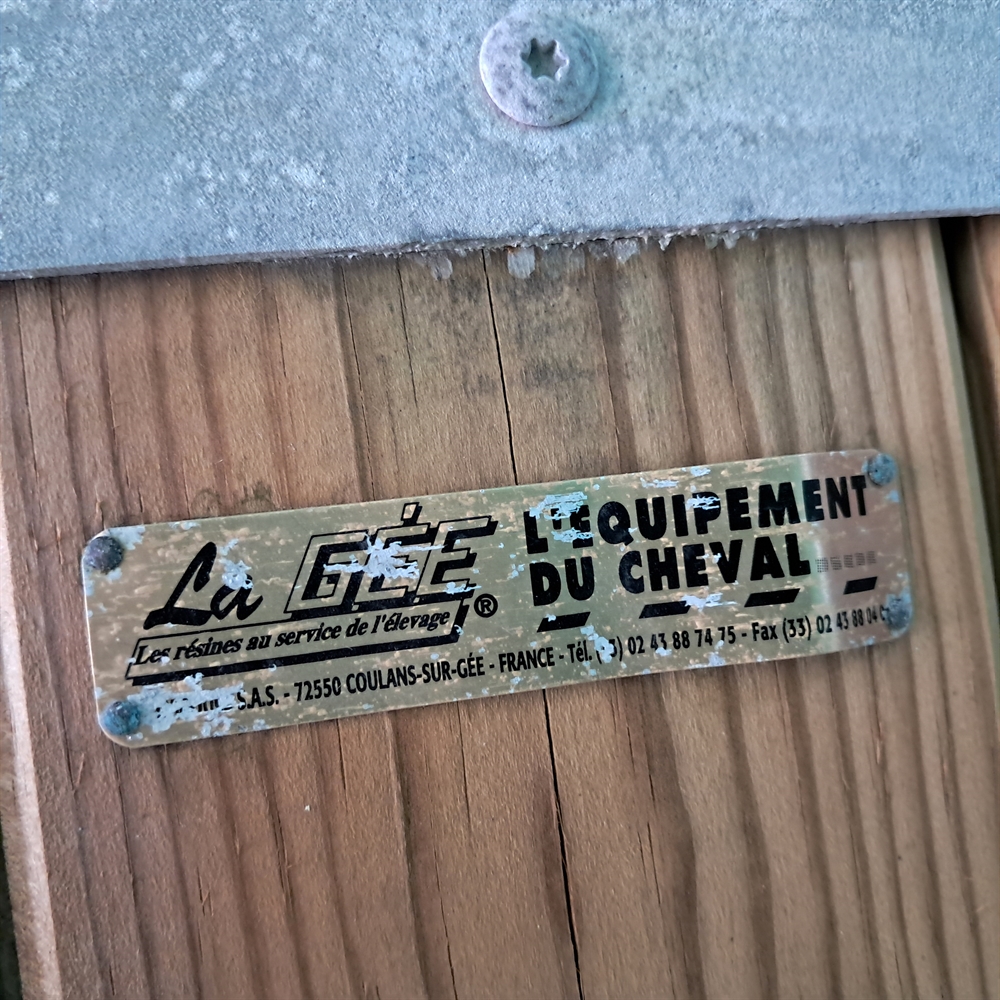 La GÉE ®
Les résines au service de l'élevage
L'EQUIPEMENT
DU CHEVAL
S.A.S. - 72550 COULANS-SUR-GÉE - FRANCE - Tél. 02 43 88 74 75 - Fax (33) 02 43 88 04